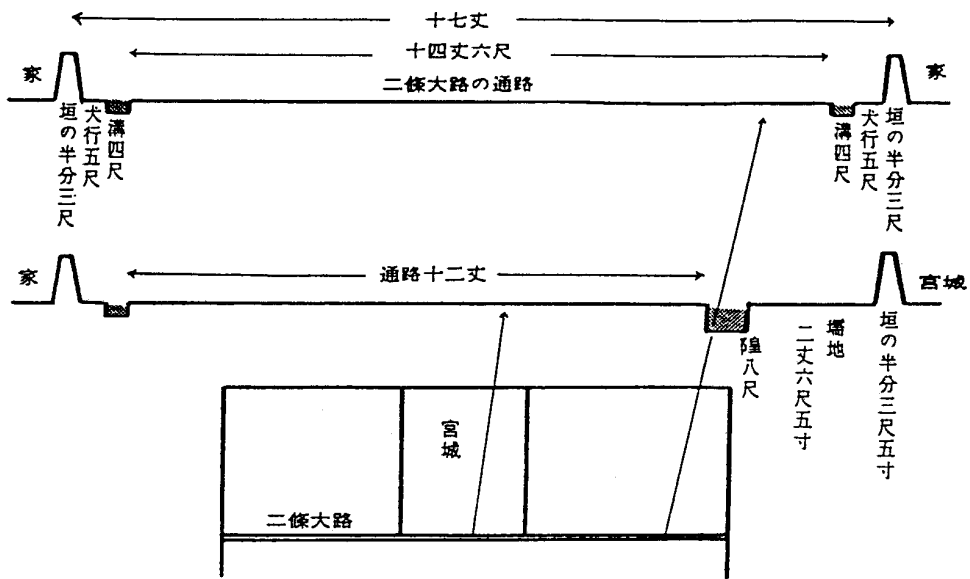 十七丈
十四丈六尺
二條大路の通路
家
家
垣の半分三尺
犬行五尺
溝四尺
溝四尺
犬行五尺
垣の半分三尺
家
通路十二丈
宮城
隍八尺
壖地
二丈六尺五寸
垣の半分三尺五寸
宮城
二條大路